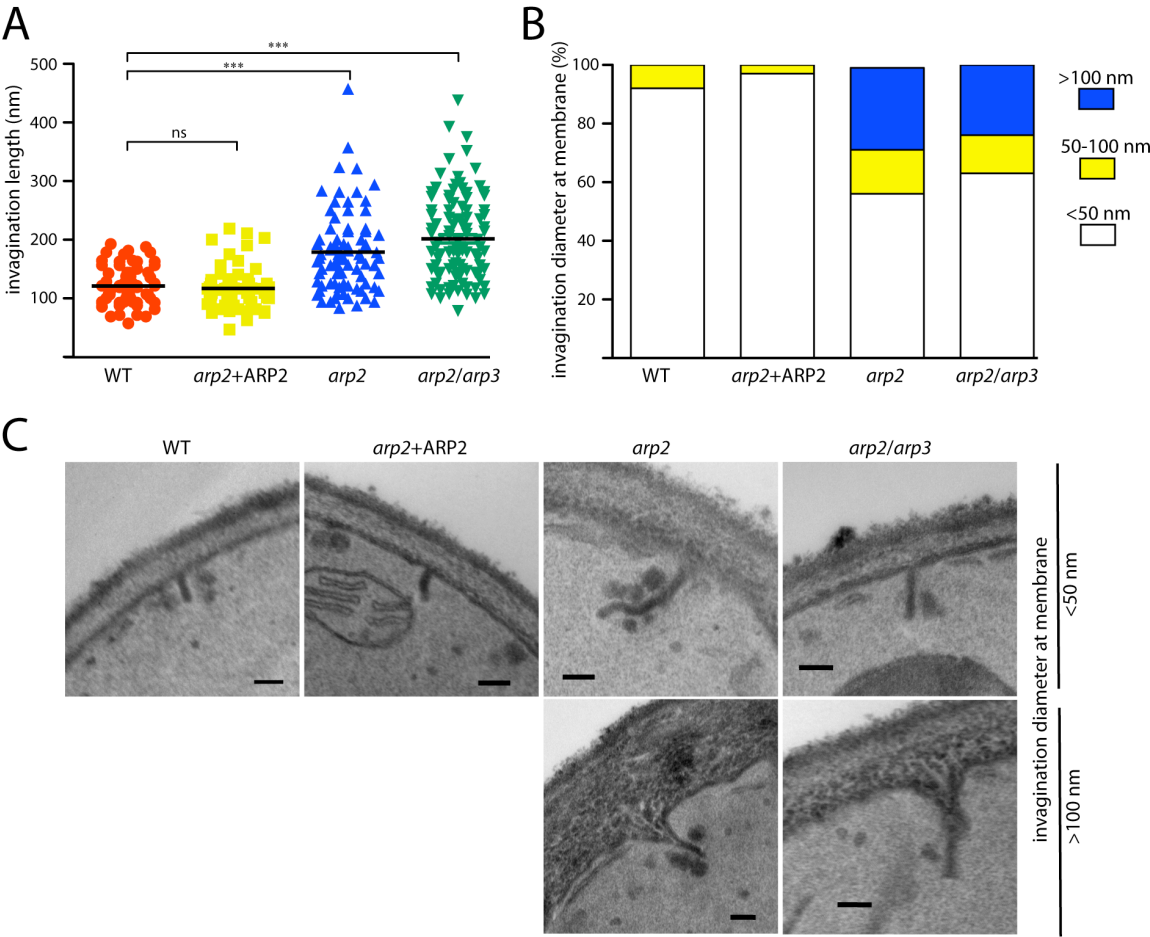 A
B
***
***
ns
500
400
300
200
100
invagination length (nm)
WT
arp2+ARP2
arp2
arp2/arp3
100
80
60
40
20
invagination diameter at membrane (%)
WT
arp2+ARP2
arp2
arp2/arp3
>100 nm
50-100 nm
<50 nm
C
WT
arp2+ARP2
arp2
arp2/arp3
invagination diameter at membrane
<50 nm
>100 nm